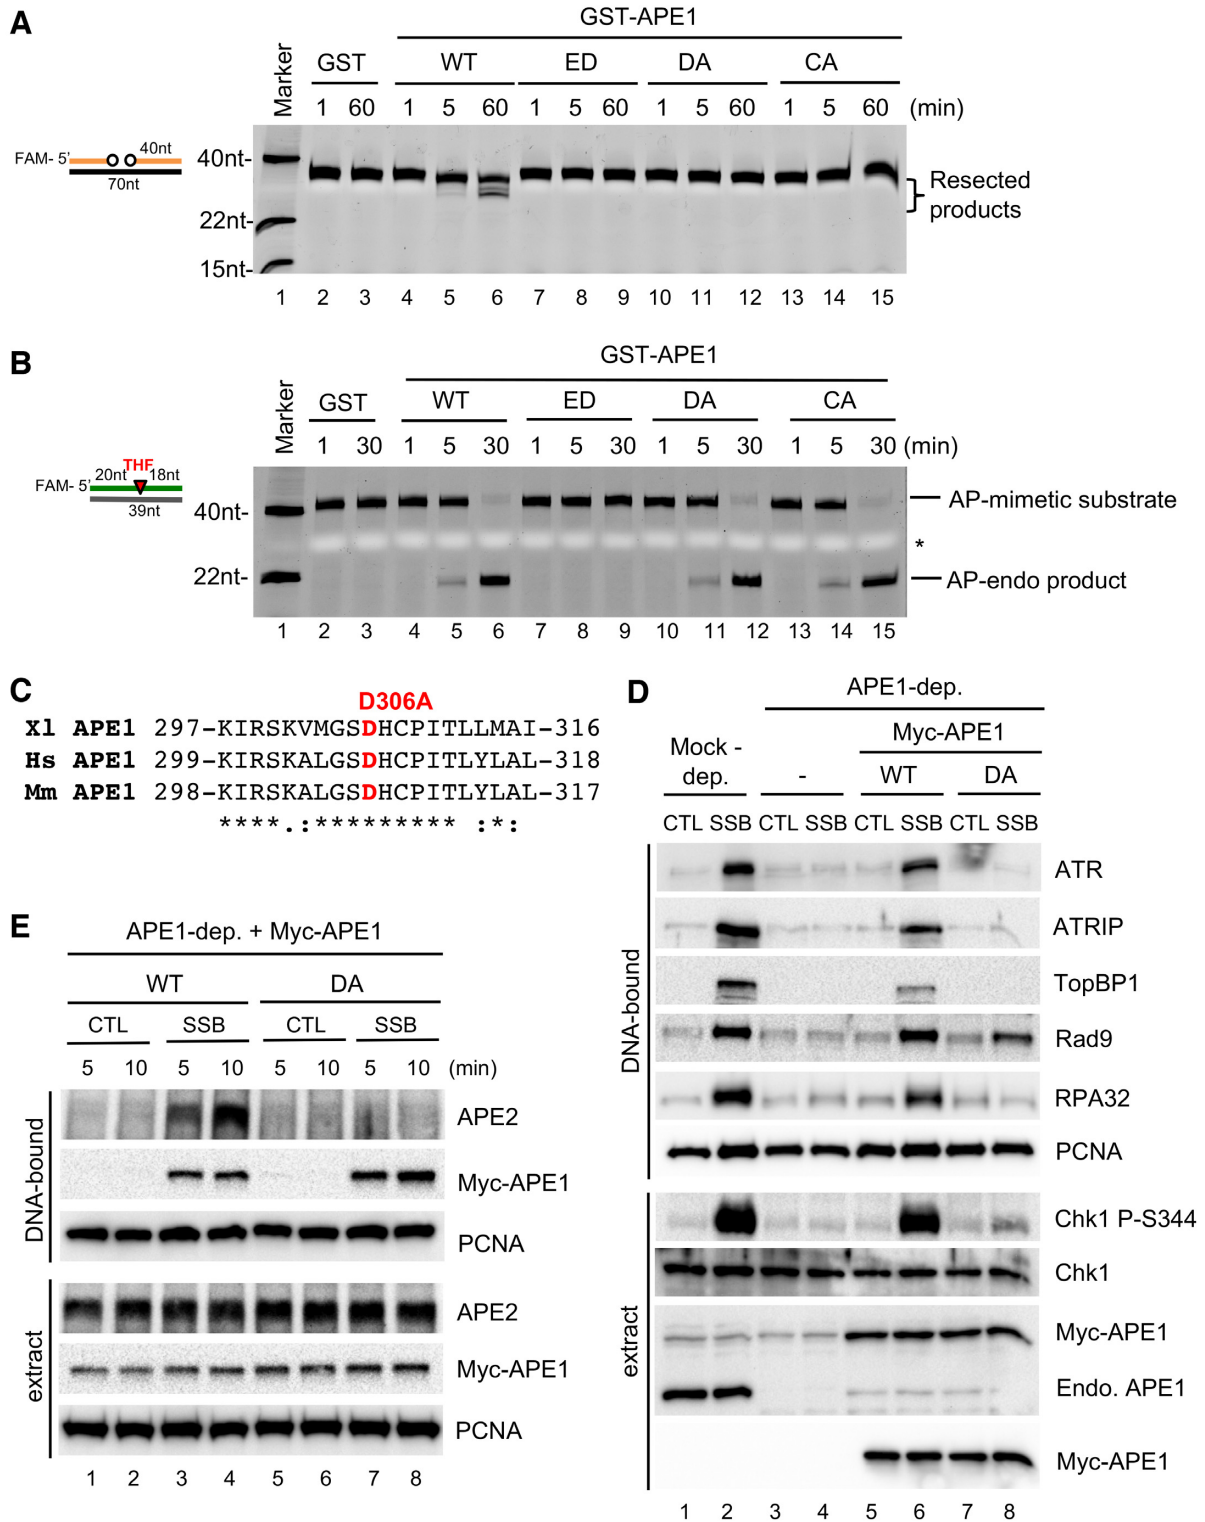 A
GST-APE1
Marker
GST
WT
ED
DA
CA
1 60 1 5 60 1 5 60 1 5 60 1 5 60 (min)
FAM- 5'
40nt
70nt
40nt-
22nt-
15nt-
Resected
products
1 2 3 4 5 6 7 8 9 10 11 12 13 14 15
B
GST-APE1
Marker
GST
WT
ED
DA
CA
1 30 1 5 30 1 5 30 1 5 30 1 5 30 (min)
THF
20nt 18nt
FAM- 5'
39nt
40nt-
22nt-
AP-mimetic substrate
*
AP-endo product
1 2 3 4 5 6 7 8 9 10 11 12 13 14 15
C
D306A
Xl APE1 297-KIRSKVMGSDHCPITLLMAI-316
Hs APE1 299-KIRSKALGSDHCPITLYLAL-318
Mm APE1 298-KIRSKALGSDHCPITLYLAL-317
****.:********* :*:
D
APE1-dep.
Myc-APE1
Mock -
dep.
-
WT
DA
CTL SSB CTL SSB CTL SSB CTL SSB
DNA-bound
ATR
ATRIP
TopBP1
Rad9
RPA32
PCNA
extract
Chk1 P-S344
Chk1
Myc-APE1
Endo. APE1
Myc-APE1
1 2 3 4 5 6 7 8
E
APE1-dep. + Myc-APE1
WT
DA
CTL SSB CTL SSB
5 10 5 10 5 10 5 10 (min)
DNA-bound
APE2
Myc-APE1
PCNA
extract
APE2
Myc-APE1
PCNA
1 2 3 4 5 6 7 8